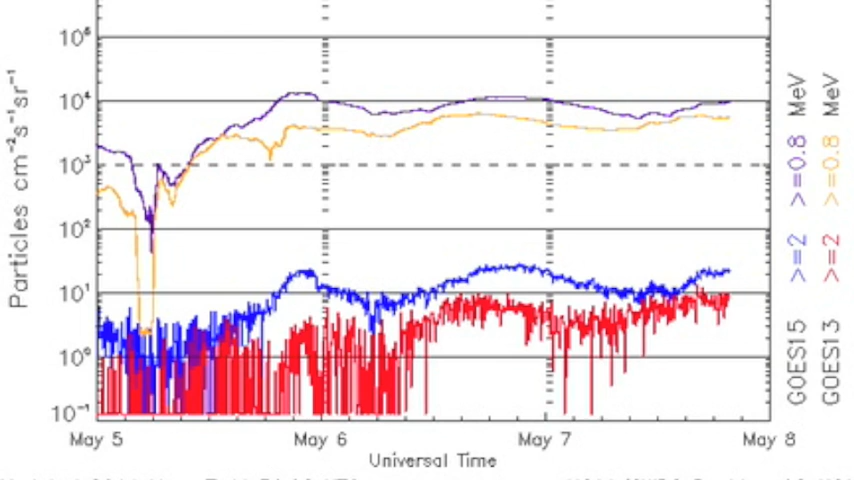 Particles cm⁻²s⁻¹sr⁻¹
10⁵
10⁴
10³
10²
10¹
10⁰
10⁻¹
May 5
May 6
May 7
May 8
Universal Time
GOES15 >=2 >=0.8 MeV
GOES13 >=2 >=0.8 MeV